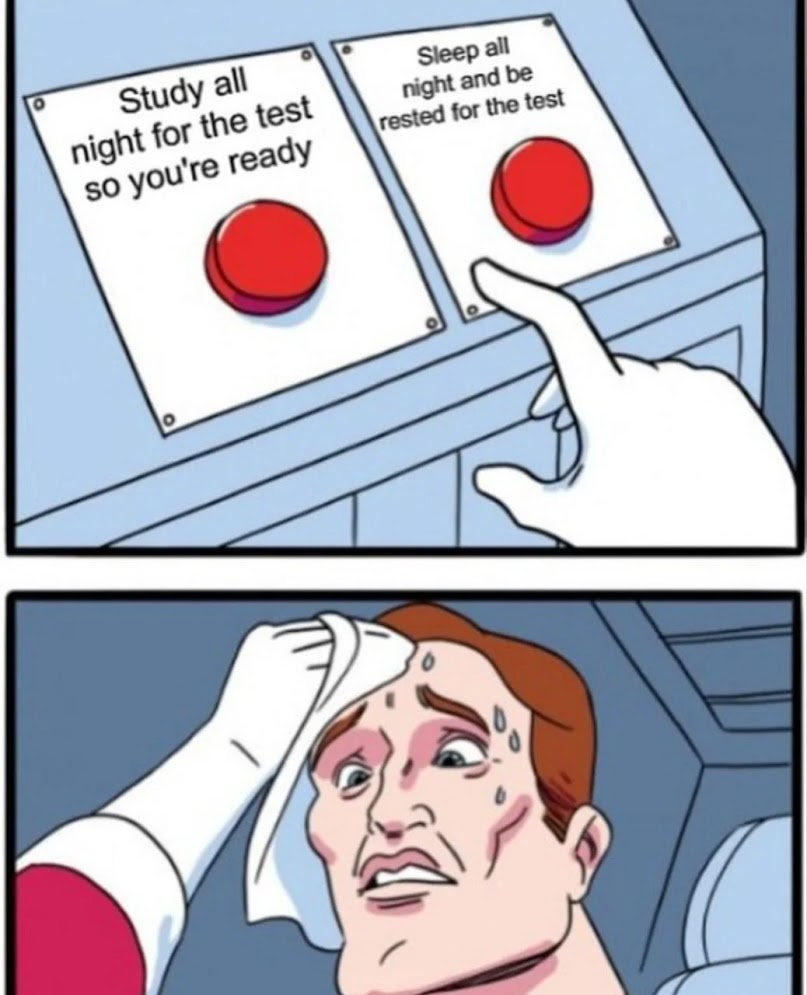 Study all
night for the test
so you're ready
Sleep all
night and be
rested for the test